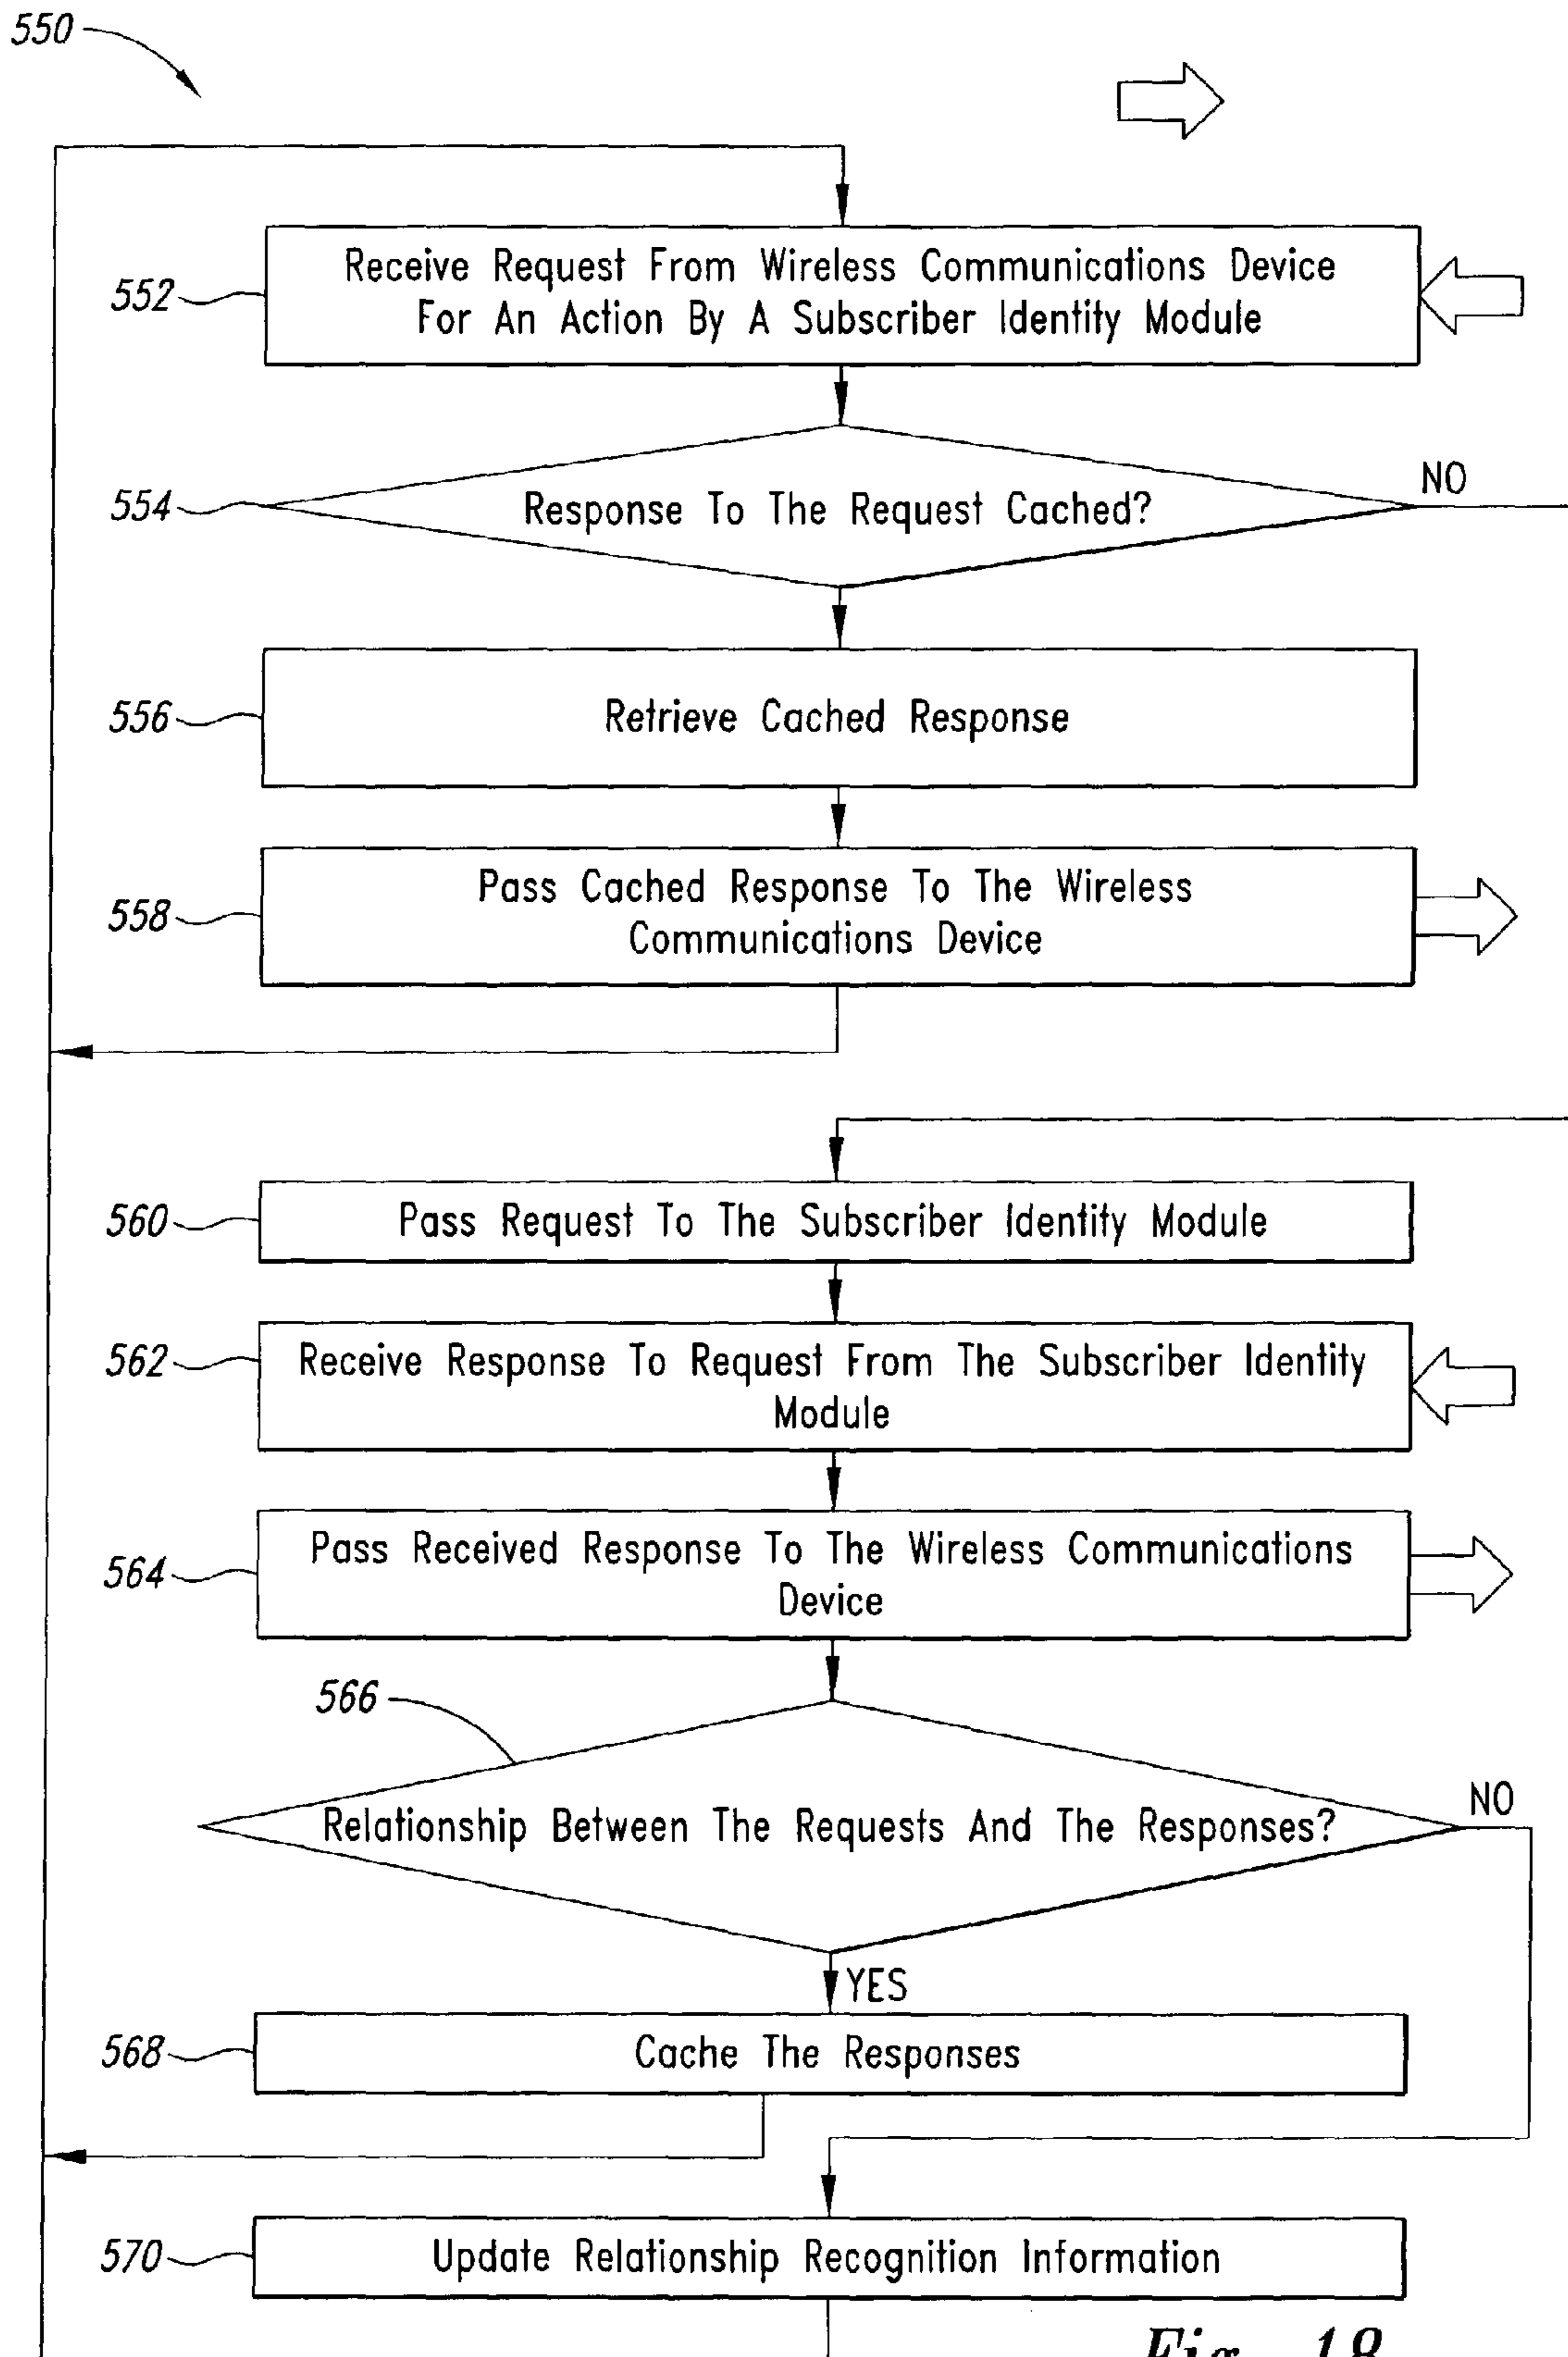 550
552
Receive Request From Wireless Communications Device
For An Action By A Subscriber Identity Module
554
Response To The Request Cached?
NO
556
Retrieve Cached Response
558
Pass Cached Response To The Wireless
Communications Device
560
Pass Request To The Subscriber Identity Module
562
Receive Response To Request From The Subscriber Identity
Module
564
Pass Received Response To The Wireless Communications
Device
566
Relationship Between The Requests And The Responses?
NO
YES
568
Cache The Responses
570
Update Relationship Recognition Information
Fig. 18